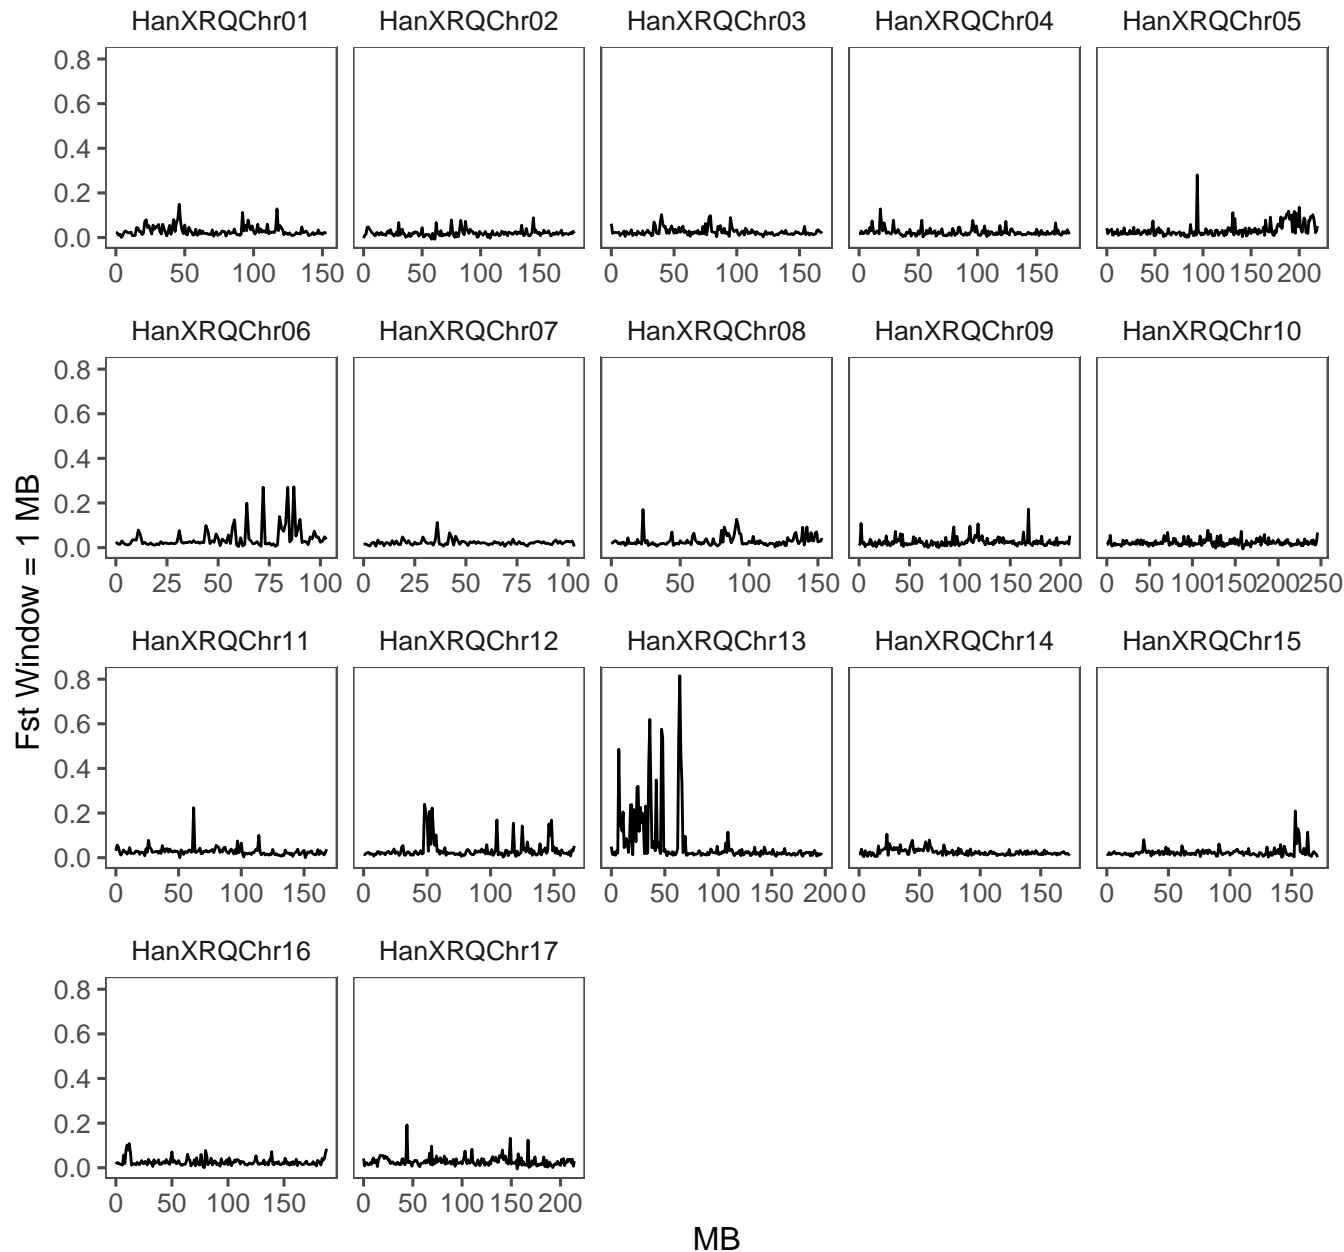 HanXRQChr01 HanXRQChr02 HanXRQChr03 HanXRQChr04 HanXRQChr05
0.8
0.6
0.4
0.2
0.0
0 50 100 150 0 50 100 150 0 50 100 150 0 50 100 150 0 50 100 150 200
HanXRQChr06 HanXRQChr07 HanXRQChr08 HanXRQChr09 HanXRQChr10
0.8
0.6
0.4
0.2
0.0
0 25 50 75 100 0 25 50 75 100 0 50 100 150 0 50 100 150 200 0 50 100 150 200 250
Fst Window = 1 MB
HanXRQChr11 HanXRQChr12 HanXRQChr13 HanXRQChr14 HanXRQChr15
0.8
0.6
0.4
0.2
0.0
0 50 100 150 0 50 100 150 0 50 100 150 200 0 50 100 150 0 50 100 150
HanXRQChr16 HanXRQChr17
0.8
0.6
0.4
0.2
0.0
0 50 100 150 0 50 100 150 200
MB